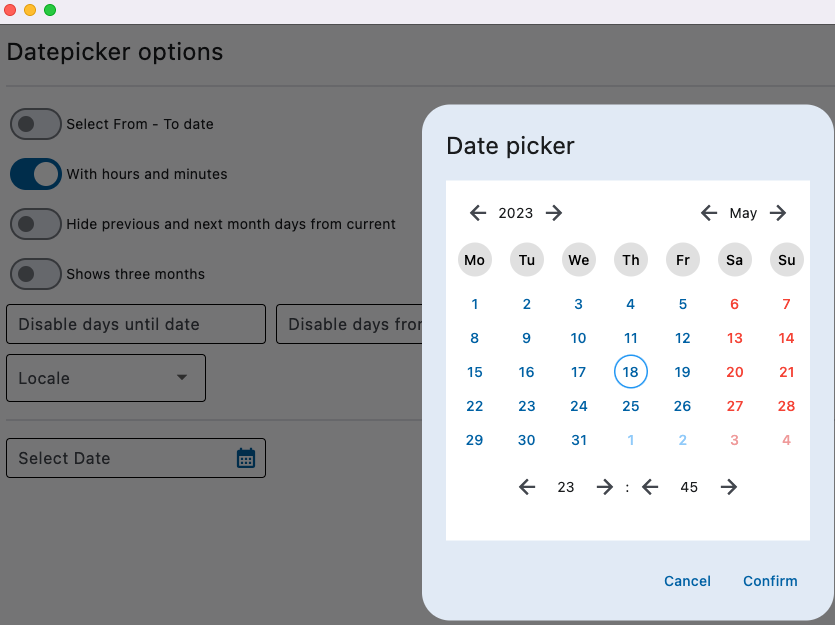 Datepicker options
Select From - To date
With hours and minutes
Hide previous and next month days from current
Shows three months
Disable days until date
Disable days from
Locale
Select Date
Date picker
2023 May
Mo Tu We Th Fr Sa Su
1 2 3 4 5 6 7
8 9 10 11 12 13 14
15 16 17 18 19 20 21
22 23 24 25 26 27 28
29 30 31 1 2 3 4
23 : 45
Cancel Confirm